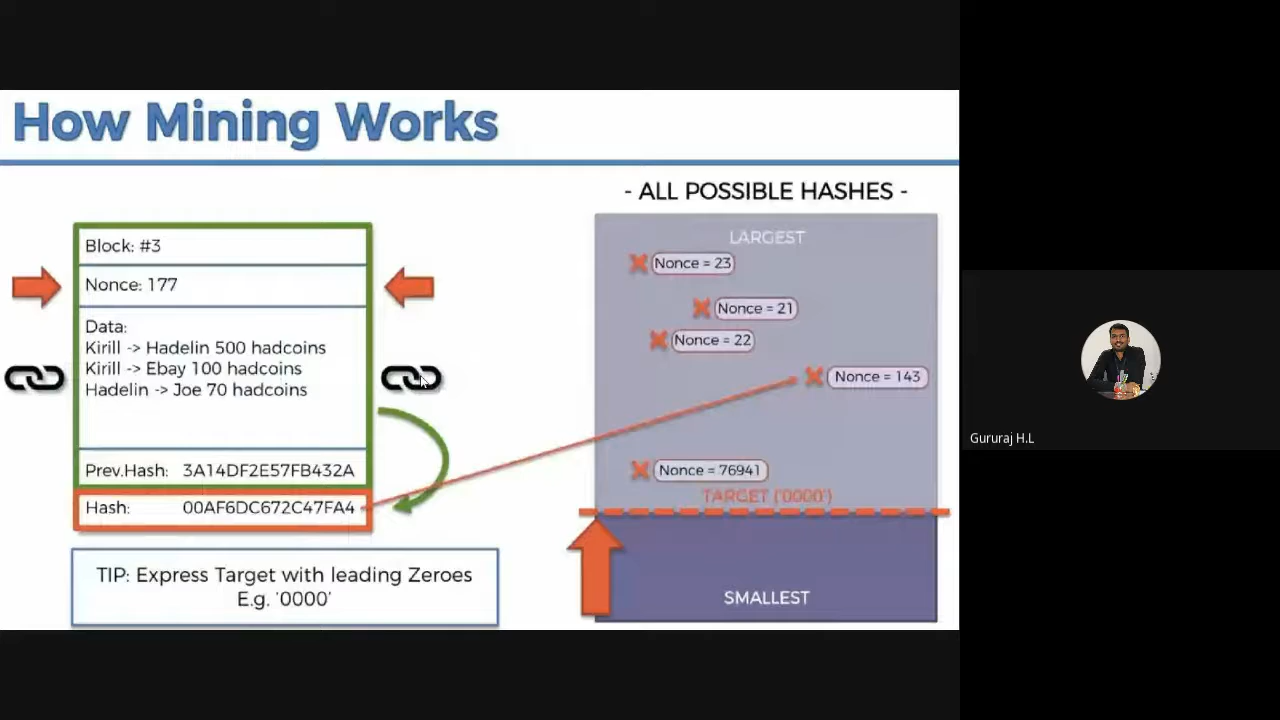 How Mining Works
- ALL POSSIBLE HASHES -
Block: #3
Nonce: 177
Data:
Kirill -> Hadelin 500 hadcoins
Kirill -> Ebay 100 hadcoins
Hadelin -> Joe 70 hadcoins
Prev.Hash: 3A14DF2E57FB432A
Hash: 00AF6DC672C47FA4
TIP: Express Target with leading Zeroes
E.g. '0000'
LARGEST
Nonce = 23
Nonce = 21
Nonce = 22
Nonce = 143
Nonce = 76941
TARGET ('0000')
SMALLEST
Gururaj H.L